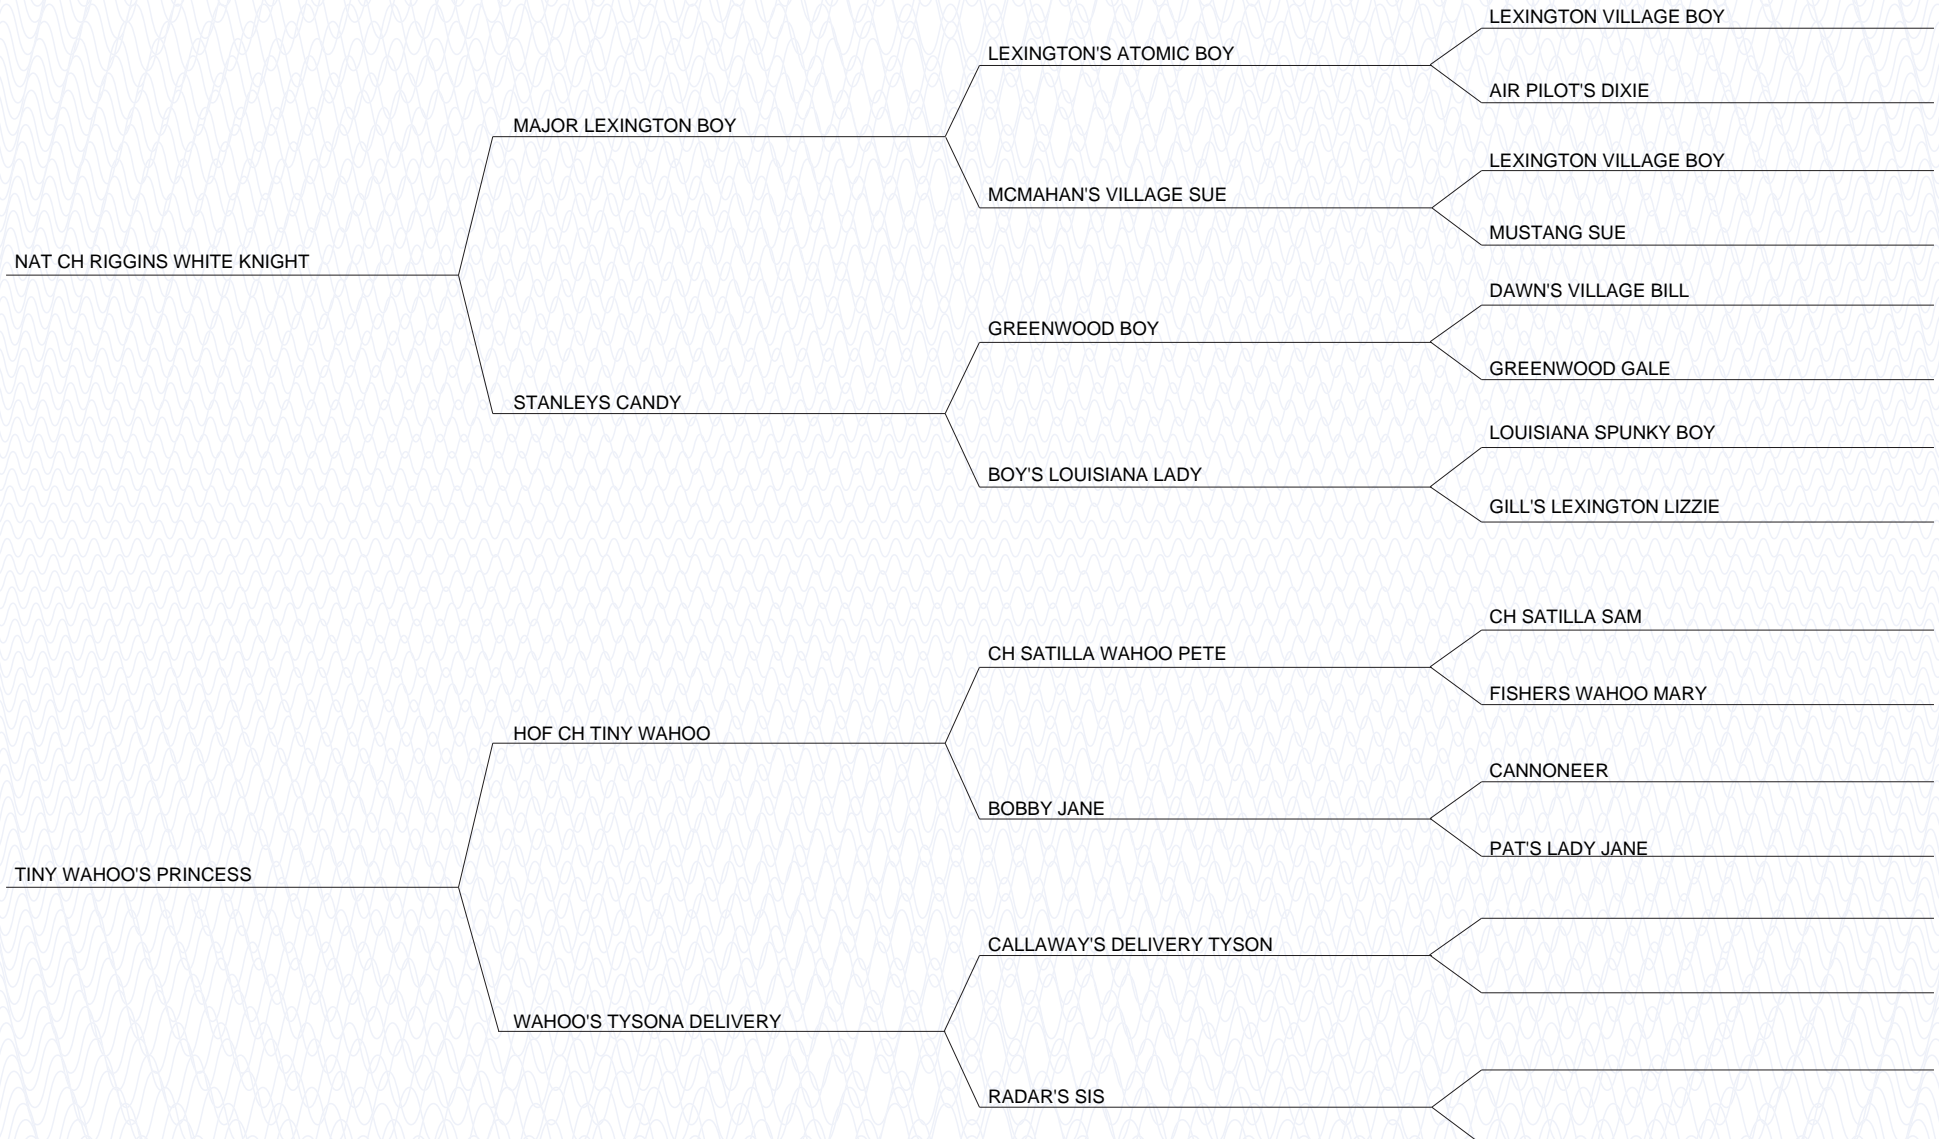 LEXINGTON VILLAGE BOY
LEXINGTON'S ATOMIC BOY
AIR PILOT'S DIXIE
MAJOR LEXINGTON BOY
LEXINGTON VILLAGE BOY
MCMAHAN'S VILLAGE SUE
MUSTANG SUE
NAT CH RIGGINS WHITE KNIGHT
DAWN'S VILLAGE BILL
GREENWOOD BOY
GREENWOOD GALE
STANLEYS CANDY
LOUISIANA SPUNKY BOY
BOY'S LOUISIANA LADY
GILL'S LEXINGTON LIZZIE
CH SATILLA SAM
CH SATILLA WAHOO PETE
FISHERS WAHOO MARY
HOF CH TINY WAHOO
CANNONEER
BOBBY JANE
PAT'S LADY JANE
TINY WAHOO'S PRINCESS
CALLAWAY'S DELIVERY TYSON
WAHOO'S TYSONA DELIVERY
RADAR'S SIS